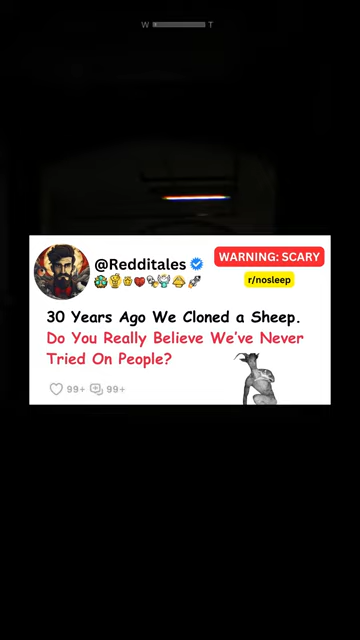 W T
@Redditales
WARNING: SCARY
r/nosleep
30 Years Ago We Cloned a Sheep.
Do You Really Believe We've Never
Tried On People?
99+ 99+